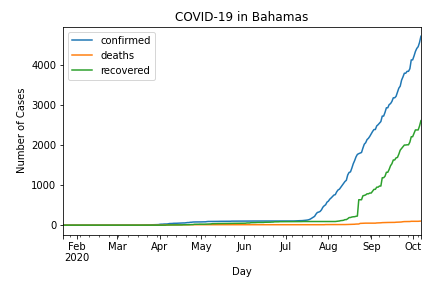 COVID-19 in Bahamas
confirmed
deaths
recovered
Number of Cases
4000
3000
2000
1000
0
Feb Mar Apr May Jun Jul Aug Sep Oct
2020
Day